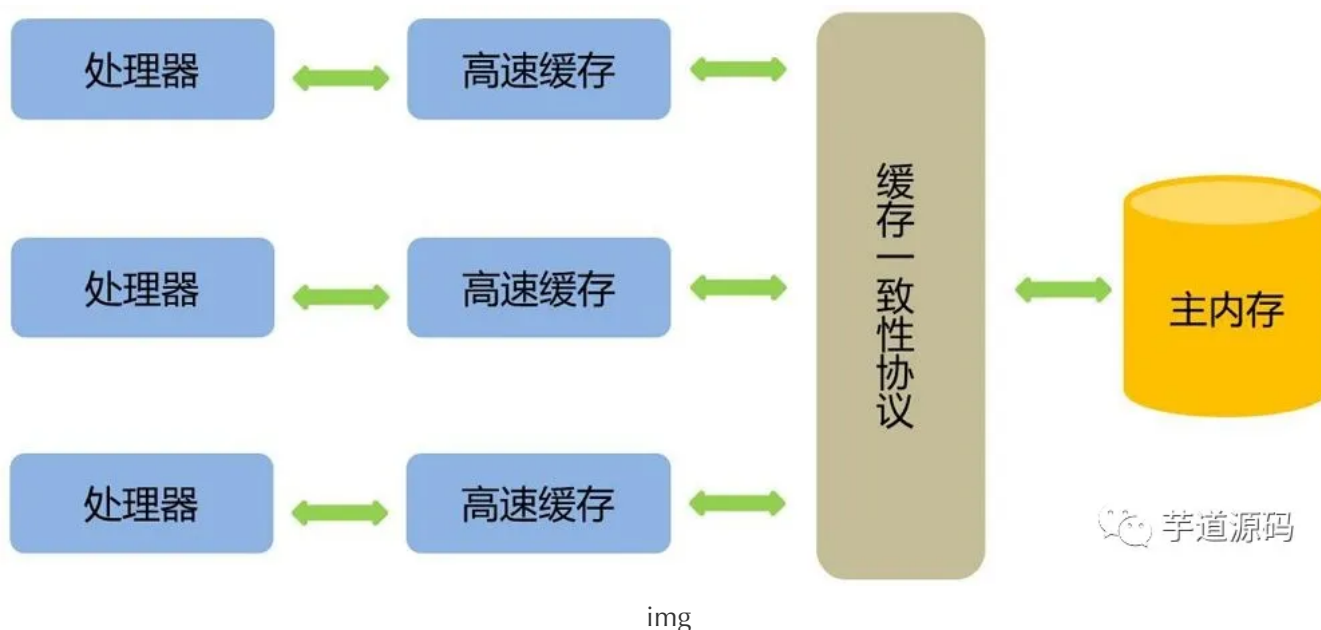 处理器
高速缓存
处理器
高速缓存
处理器
高速缓存
缓存一致性协议
主内存
芋道源码
img